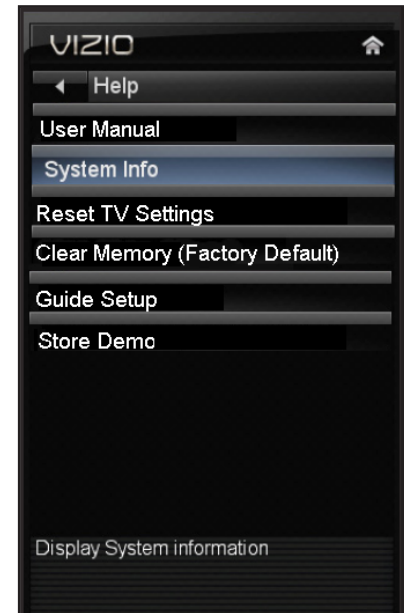 VIZIO
Help
User Manual
System Info
Reset TV Settings
Clear Memory (Factory Default)
Guide Setup
Store Demo
Display System information